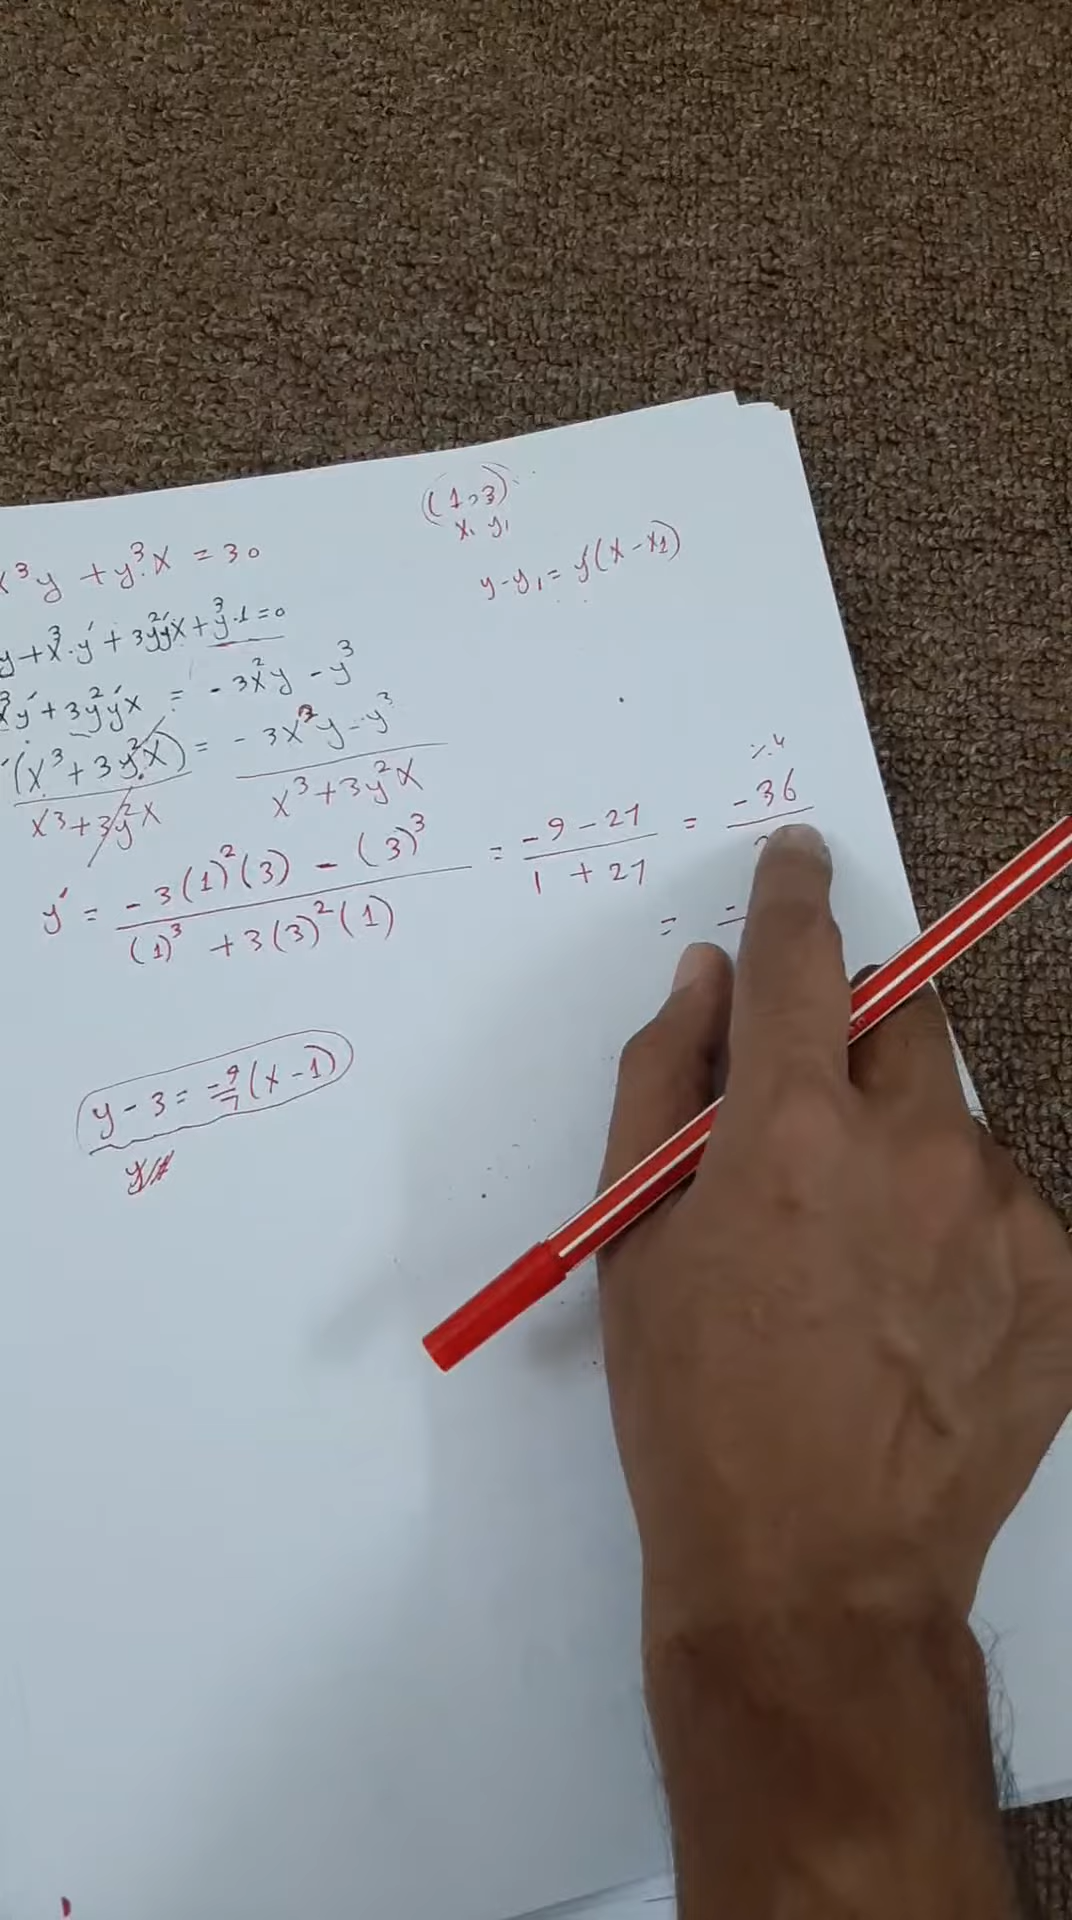 (1,3)
x₁ y₁
x³y + y³x = 30
y - y₁ = y′(x - x₁)
y + x³·y′ + 3y²y′x + y³·1 = 0
x³y′ + 3y²y′x = - 3x²y - y³
′(x³ + 3y²x) / x³ + 3y²x = - 3x²y - y³ / x³ + 3y²x
y′ = - 3(1)²(3) - (3)³ / (1)³ + 3(3)²(1) = - 9 - 27 / 1 + 27 = - 36
= -
y - 3 = -9/7 (x - 1)